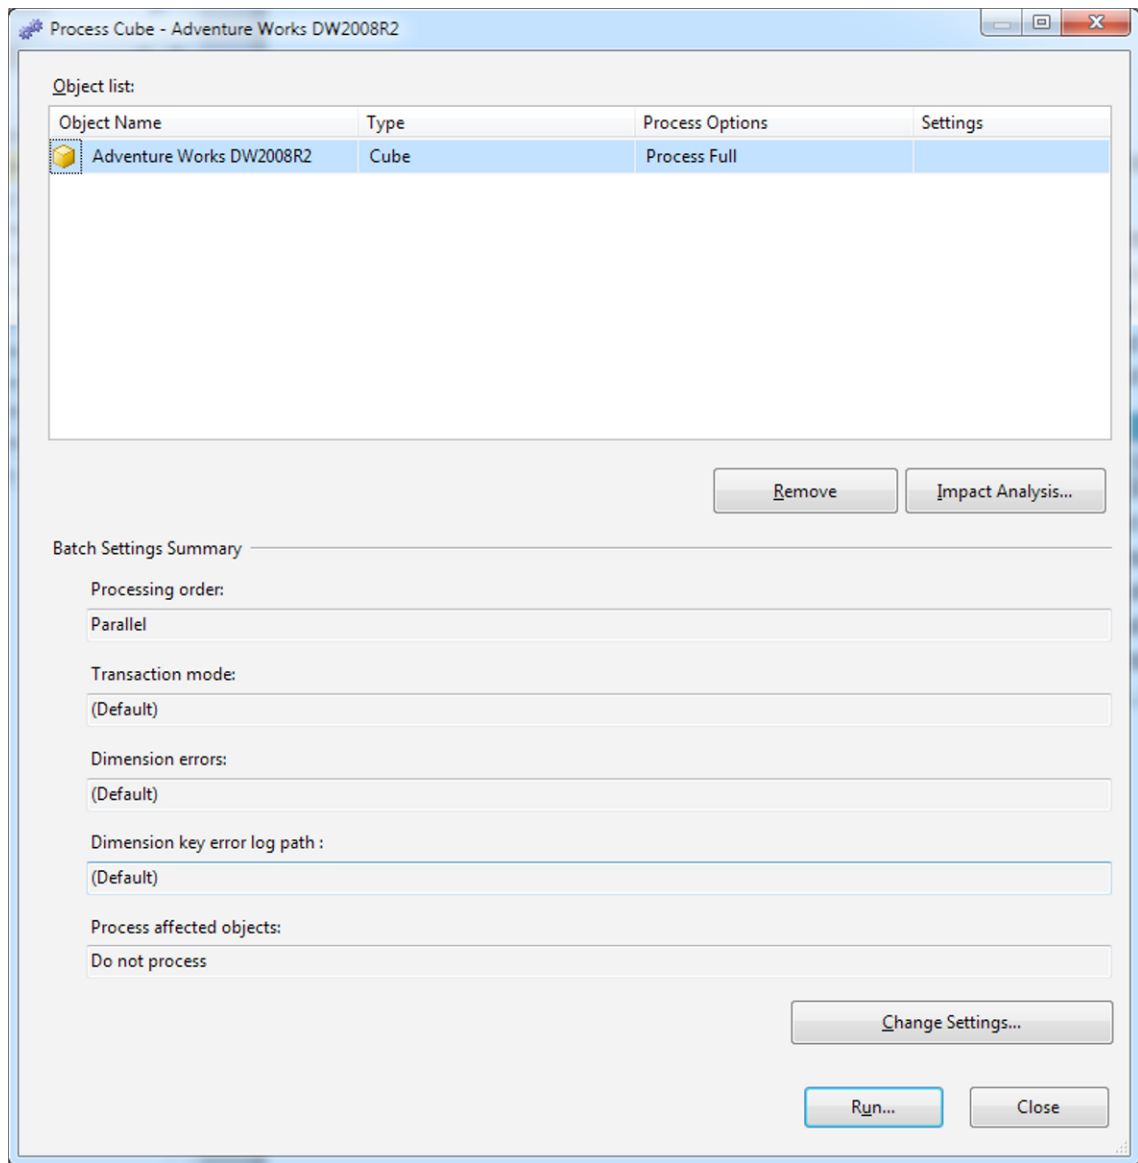 Process Cube - Adventure Works DW2008R2
Object list:
Object Name Type Process Options Settings
Adventure Works DW2008R2 Cube Process Full
Remove Impact Analysis...
Batch Settings Summary
Processing order:
Parallel
Transaction mode:
(Default)
Dimension errors:
(Default)
Dimension key error log path :
(Default)
Process affected objects:
Do not process
Change Settings...
Run... Close